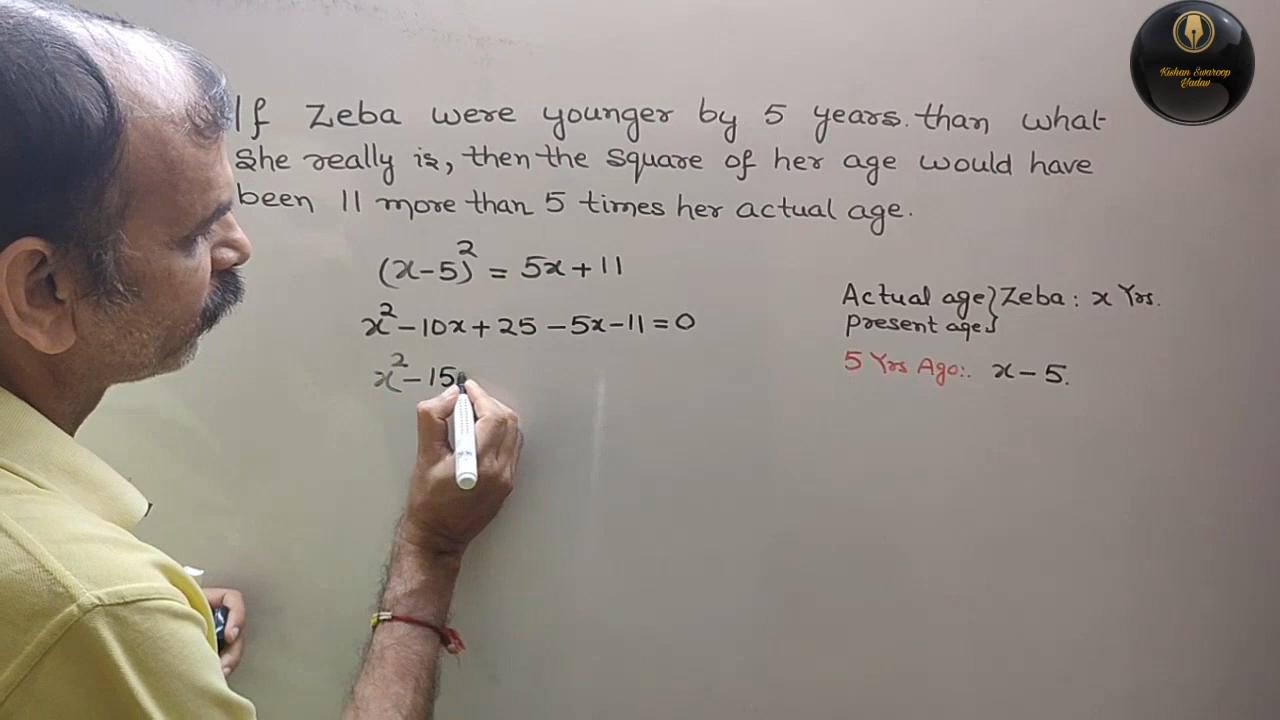 If Zeba were younger by 5 years. than what
she really is, then the square of her age would have
been 11 more than 5 times her actual age.
(x-5)² = 5x+11
x²-10x+25-5x-11=0
x²-15
Actual age} Zeba: x Yrs.
present age}
5 Yrs Ago:. x-5.
Kishan Swaroop
Yadav